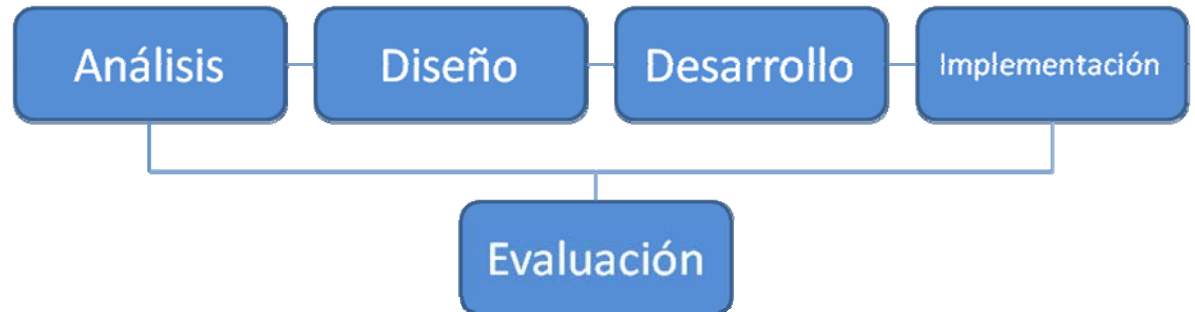 Análisis
Diseño
Desarrollo
Implementación
Evaluación